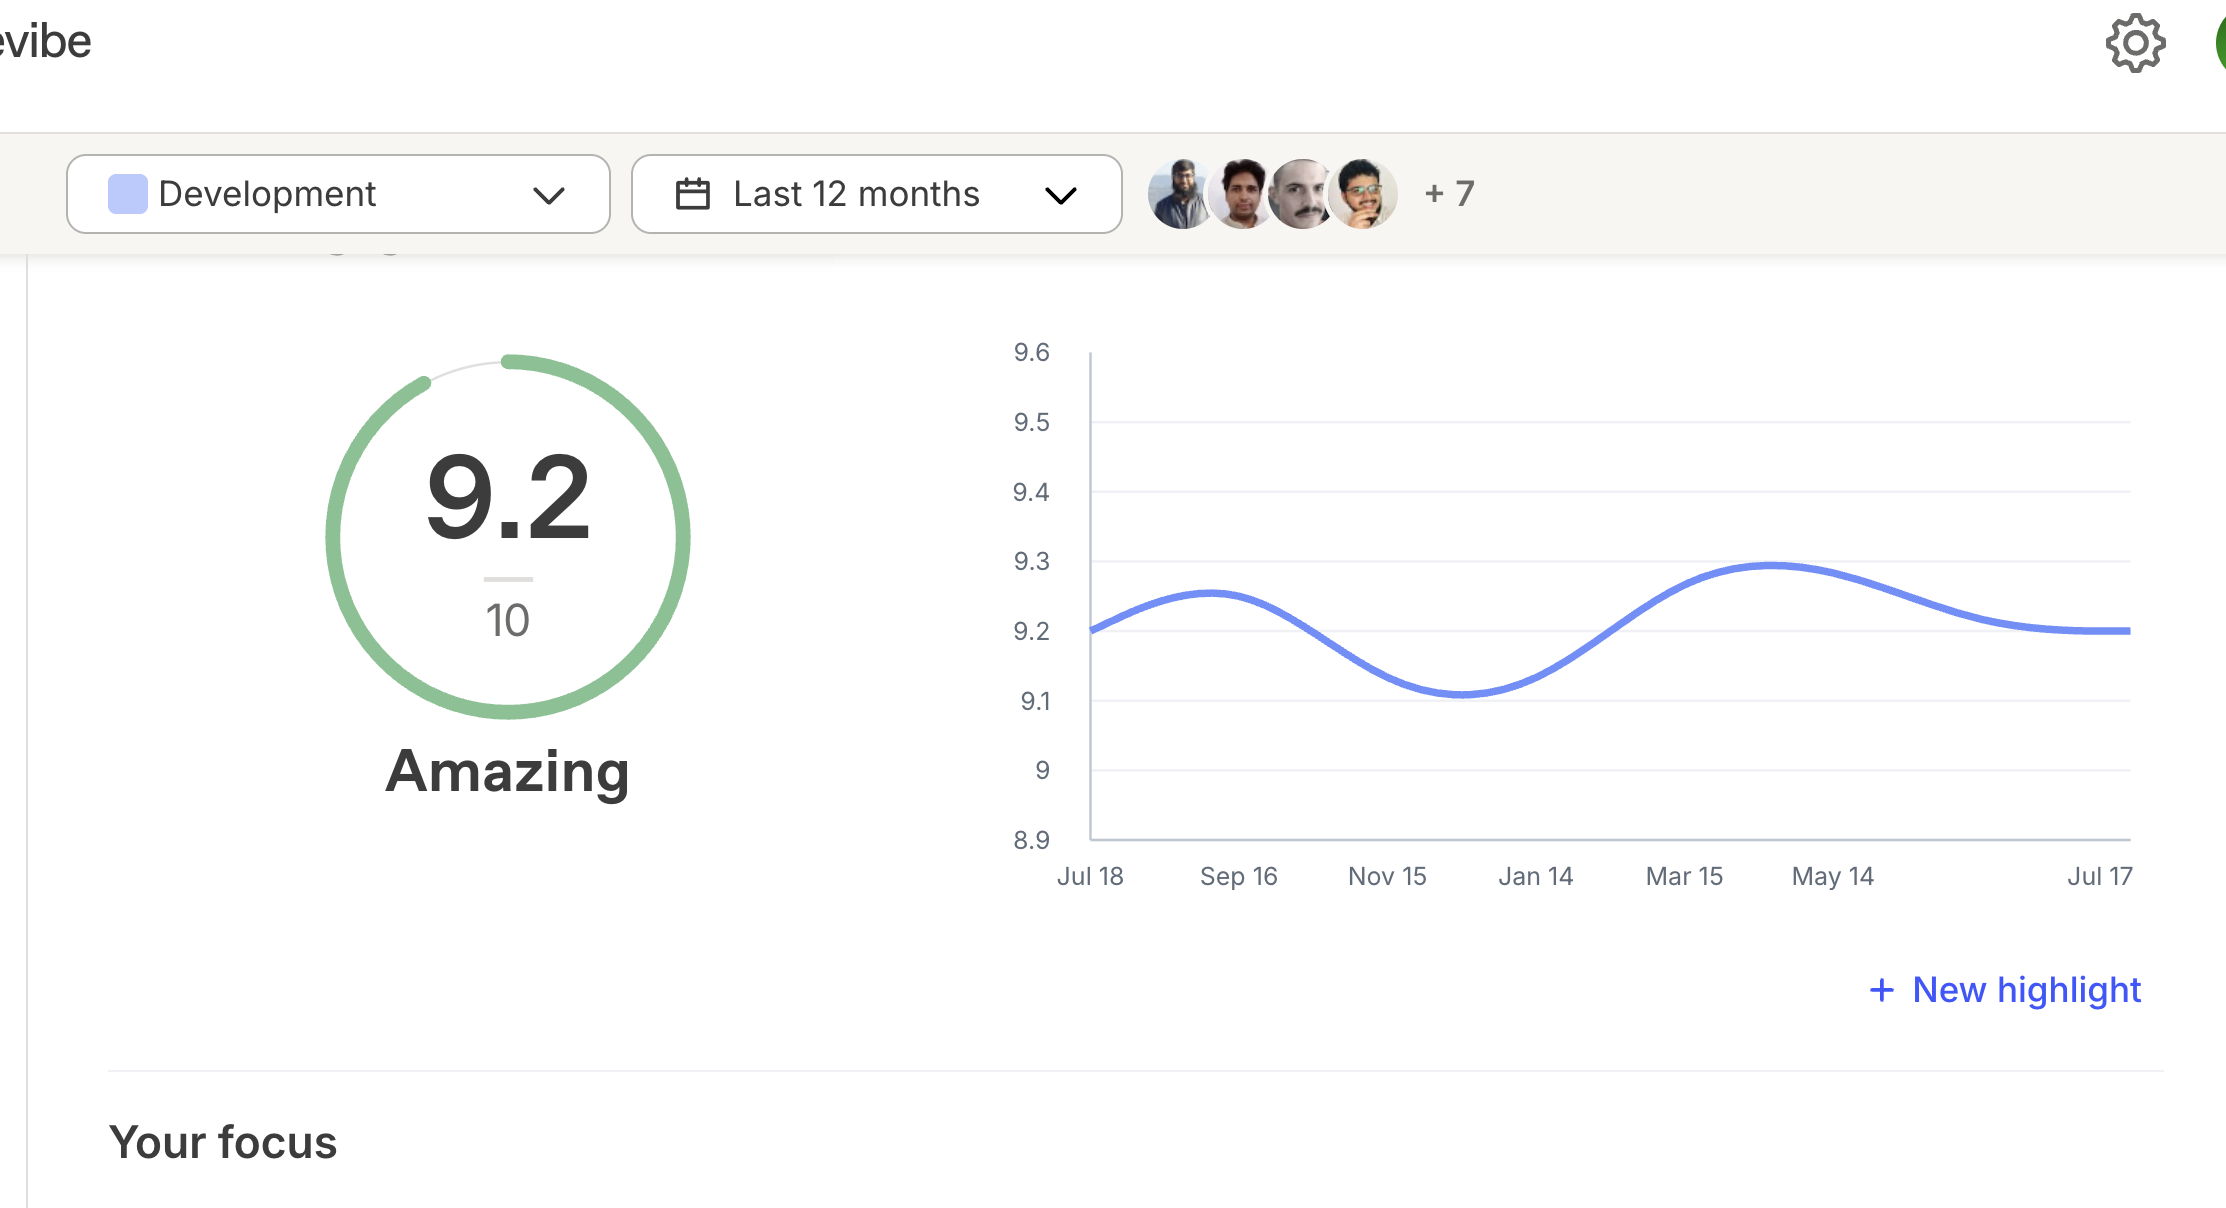 evibe
Development
Last 12 months
+ 7
9.2
10
Amazing
9.6
9.5
9.4
9.3
9.2
9.1
9
8.9
Jul 18 Sep 16 Nov 15 Jan 14 Mar 15 May 14 Jul 17
+ New highlight
Your focus